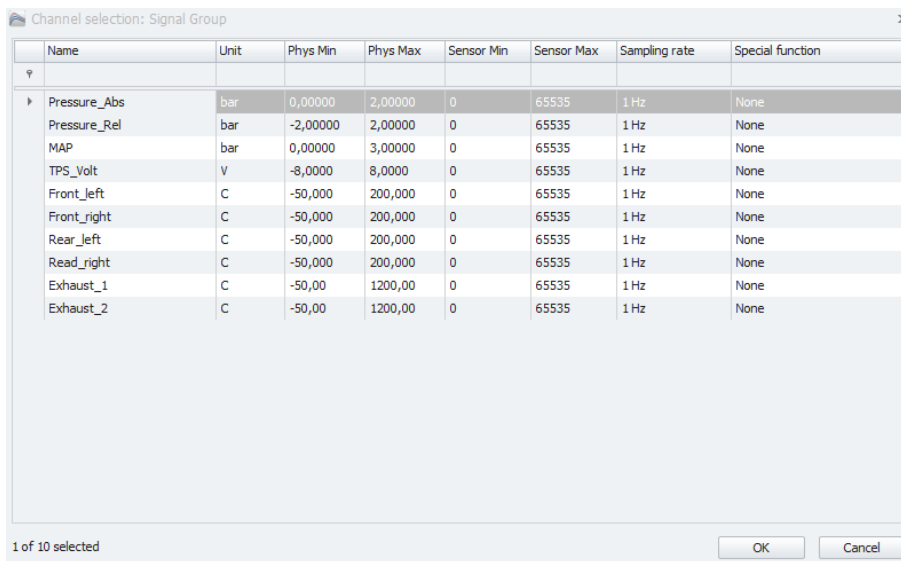 Channel selection: Signal Group
Name Unit Phys Min Phys Max Sensor Min Sensor Max Sampling rate Special function
Pressure_Abs bar 0,00000 2,00000 0 65535 1 Hz None
Pressure_Rel bar -2,00000 2,00000 0 65535 1 Hz None
MAP bar 0,00000 3,00000 0 65535 1 Hz None
TPS_Volt V -8,0000 8,0000 0 65535 1 Hz None
Front_left C -50,000 200,000 0 65535 1 Hz None
Front_right C -50,000 200,000 0 65535 1 Hz None
Rear_left C -50,000 200,000 0 65535 1 Hz None
Read_right C -50,000 200,000 0 65535 1 Hz None
Exhaust_1 C -50,00 1200,00 0 65535 1 Hz None
Exhaust_2 C -50,00 1200,00 0 65535 1 Hz None
1 of 10 selected OK Cancel